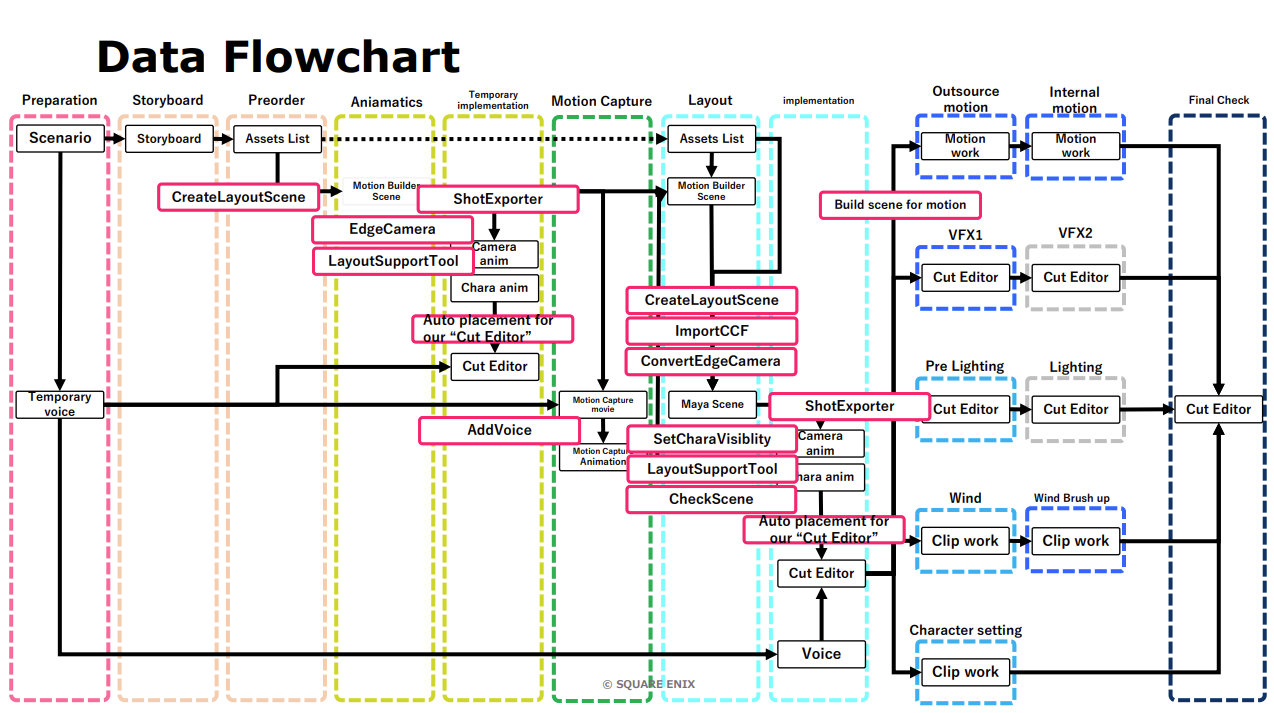 Data Flowchart
Preparation
Storyboard
Preorder
Aniamatics
Temporary
implementation
Motion Capture
Layout
implementation
Outsource
motion
Internal
motion
Final Check
Scenario
Storyboard
Assets List
Assets List
Motion
work
Motion
work
CreateLayoutScene
Motion Builder
Scene
ShotExporter
Motion Builder
Scene
Build scene for motion
EdgeCamera
LayoutSupportTool
Camera
anim
Chara anim
Auto placement for
our “Cut Editor”
Cut Editor
VFX1
VFX2
Cut Editor
Cut Editor
CreateLayoutScene
ImportCCF
ConvertEdgeCamera
Pre Lighting
Lighting
Temporary
voice
Motion Capture
movie
Maya Scene
ShotExporter
Cut Editor
Cut Editor
Cut Editor
AddVoice
Motion Captur
Animation
SetCharaVisiblity
LayoutSupportTool
CheckScene
Camera
anim
hara anim
Auto placement for
our “Cut Editor”
Cut Editor
Wind
Wind Brush up
Clip work
Clip work
Voice
Character setting
Clip work
© SQUARE ENIX